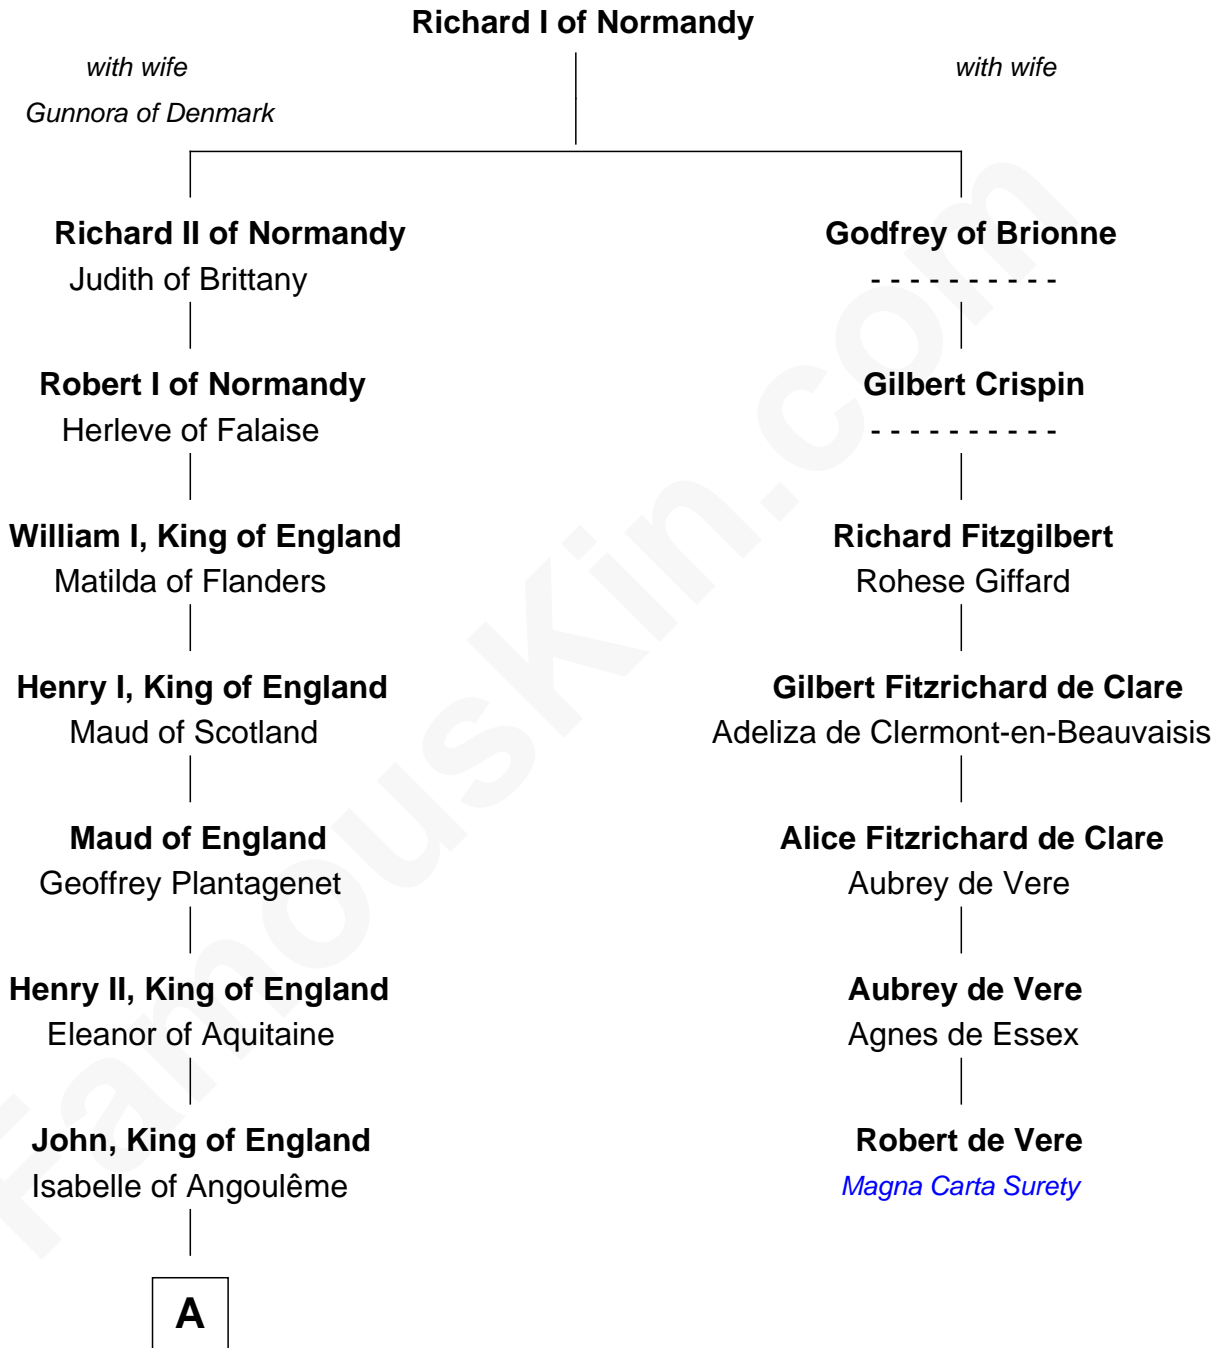 Richard I of Normandy
with wife
Gunnora of Denmark
with wife
Richard II of Normandy
Judith of Brittany
Godfrey of Brionne
- - - - - - - - - -
Robert I of Normandy
Herleve of Falaise
Gilbert Crispin
- - - - - - - - - -
William I, King of England
Matilda of Flanders
Richard Fitzgilbert
Rohese Giffard
Henry I, King of England
Maud of Scotland
Gilbert Fitzrichard de Clare
Adeliza de Clermont-en-Beauvaisis
Maud of England
Geoffrey Plantagenet
Alice Fitzrichard de Clare
Aubrey de Vere
Henry II, King of England
Eleanor of Aquitaine
Aubrey de Vere
Agnes de Essex
John, King of England
Isabelle of Angoulême
Robert de Vere
Magna Carta Surety
A
FamousKin.com